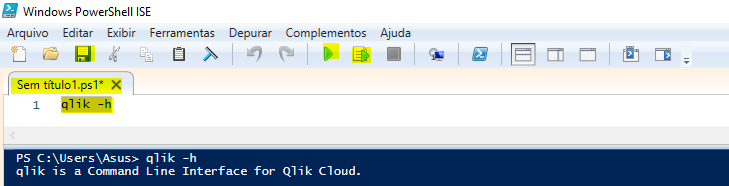 Windows PowerShell ISE
Arquivo Editar Exibir Ferramentas Depurar Complementos Ajuda
Sem título1.ps1* X
1 qlik -h
PS C:\Users\Asus> qlik -h
qlik is a Command Line Interface for Qlik Cloud.